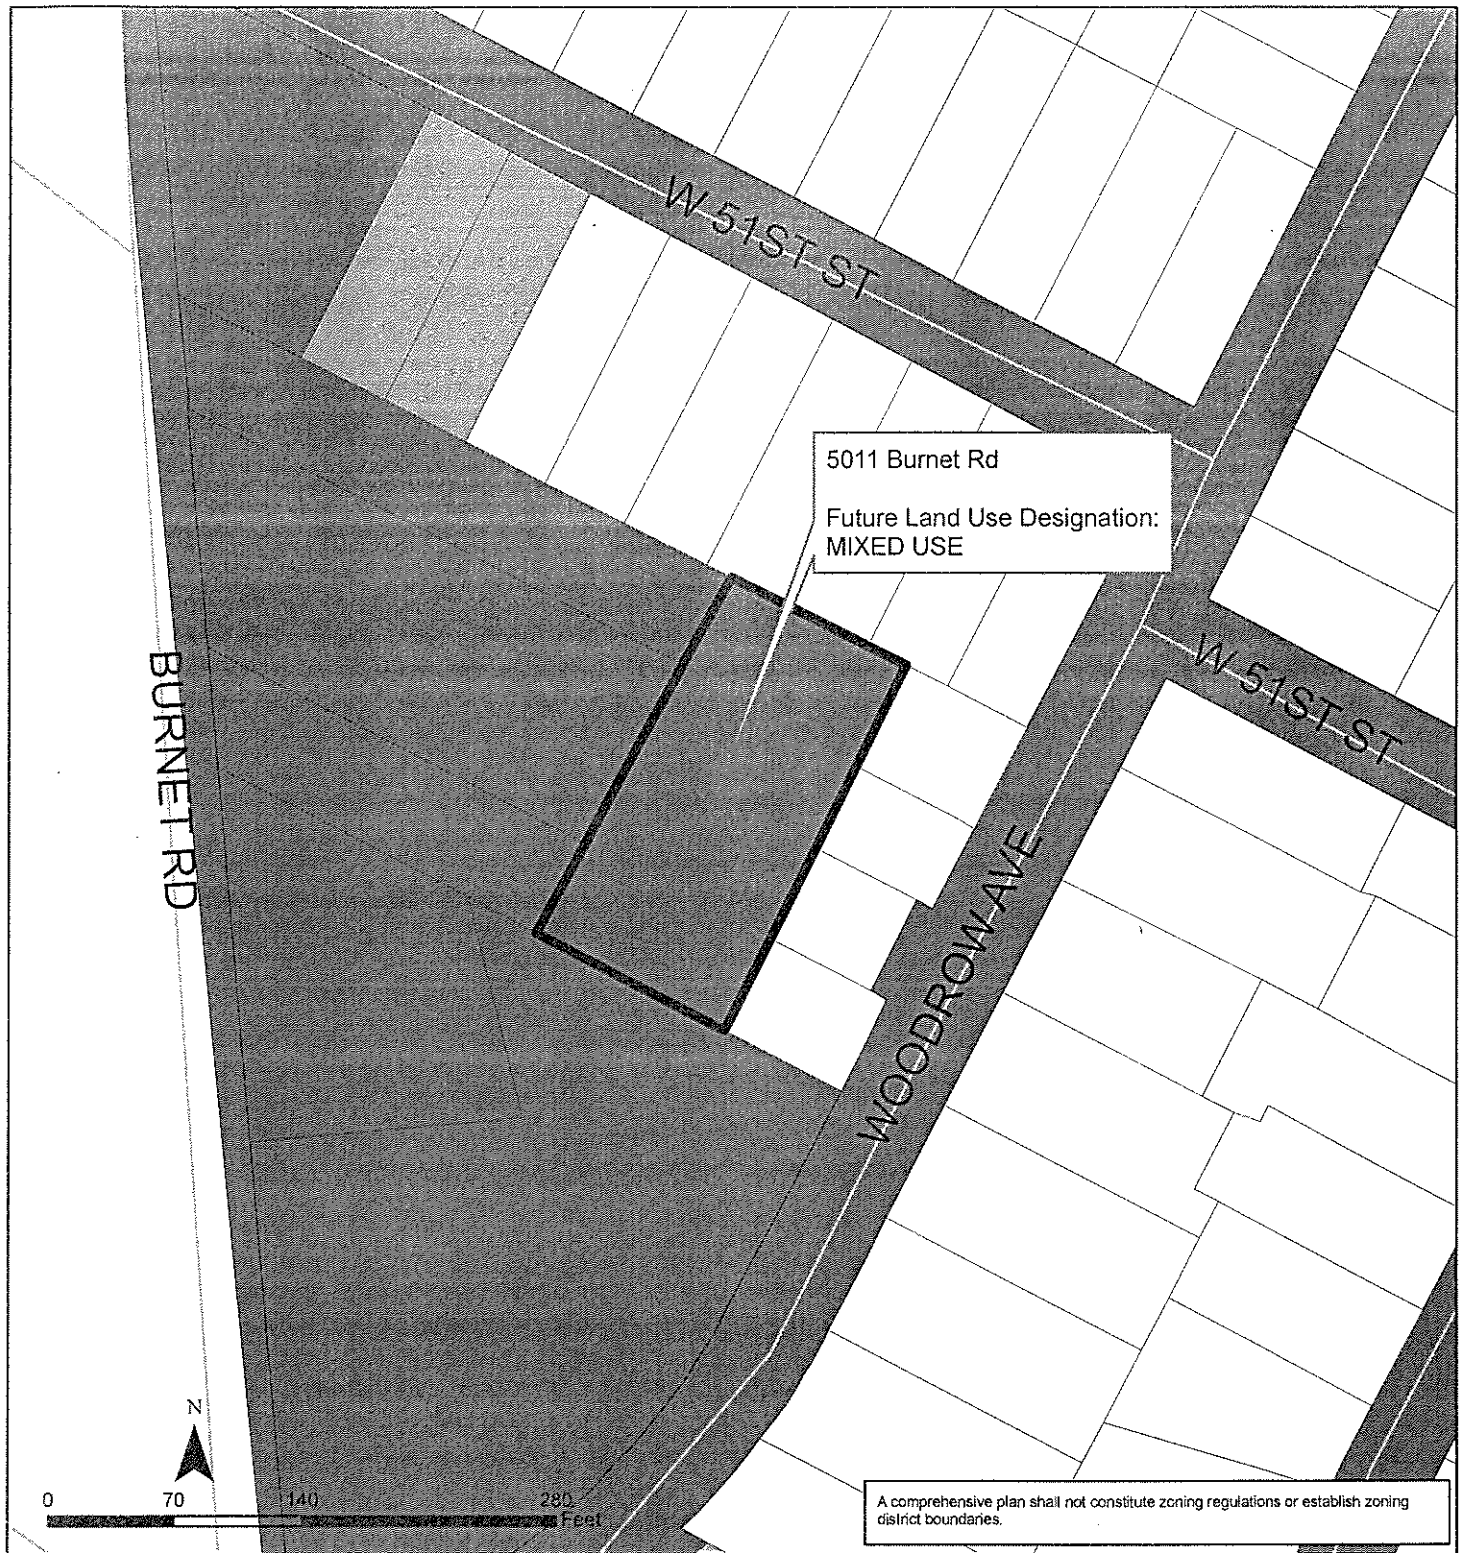 W 51ST ST
5011 Burnet Rd
Future Land Use Designation:
MIXED USE
W 51ST ST
BURNET RD
WOODROW AVE
N
0 70 140 280
Feet
A comprehensive plan shall not constitute zoning regulations or establish zoning
district boundaries.